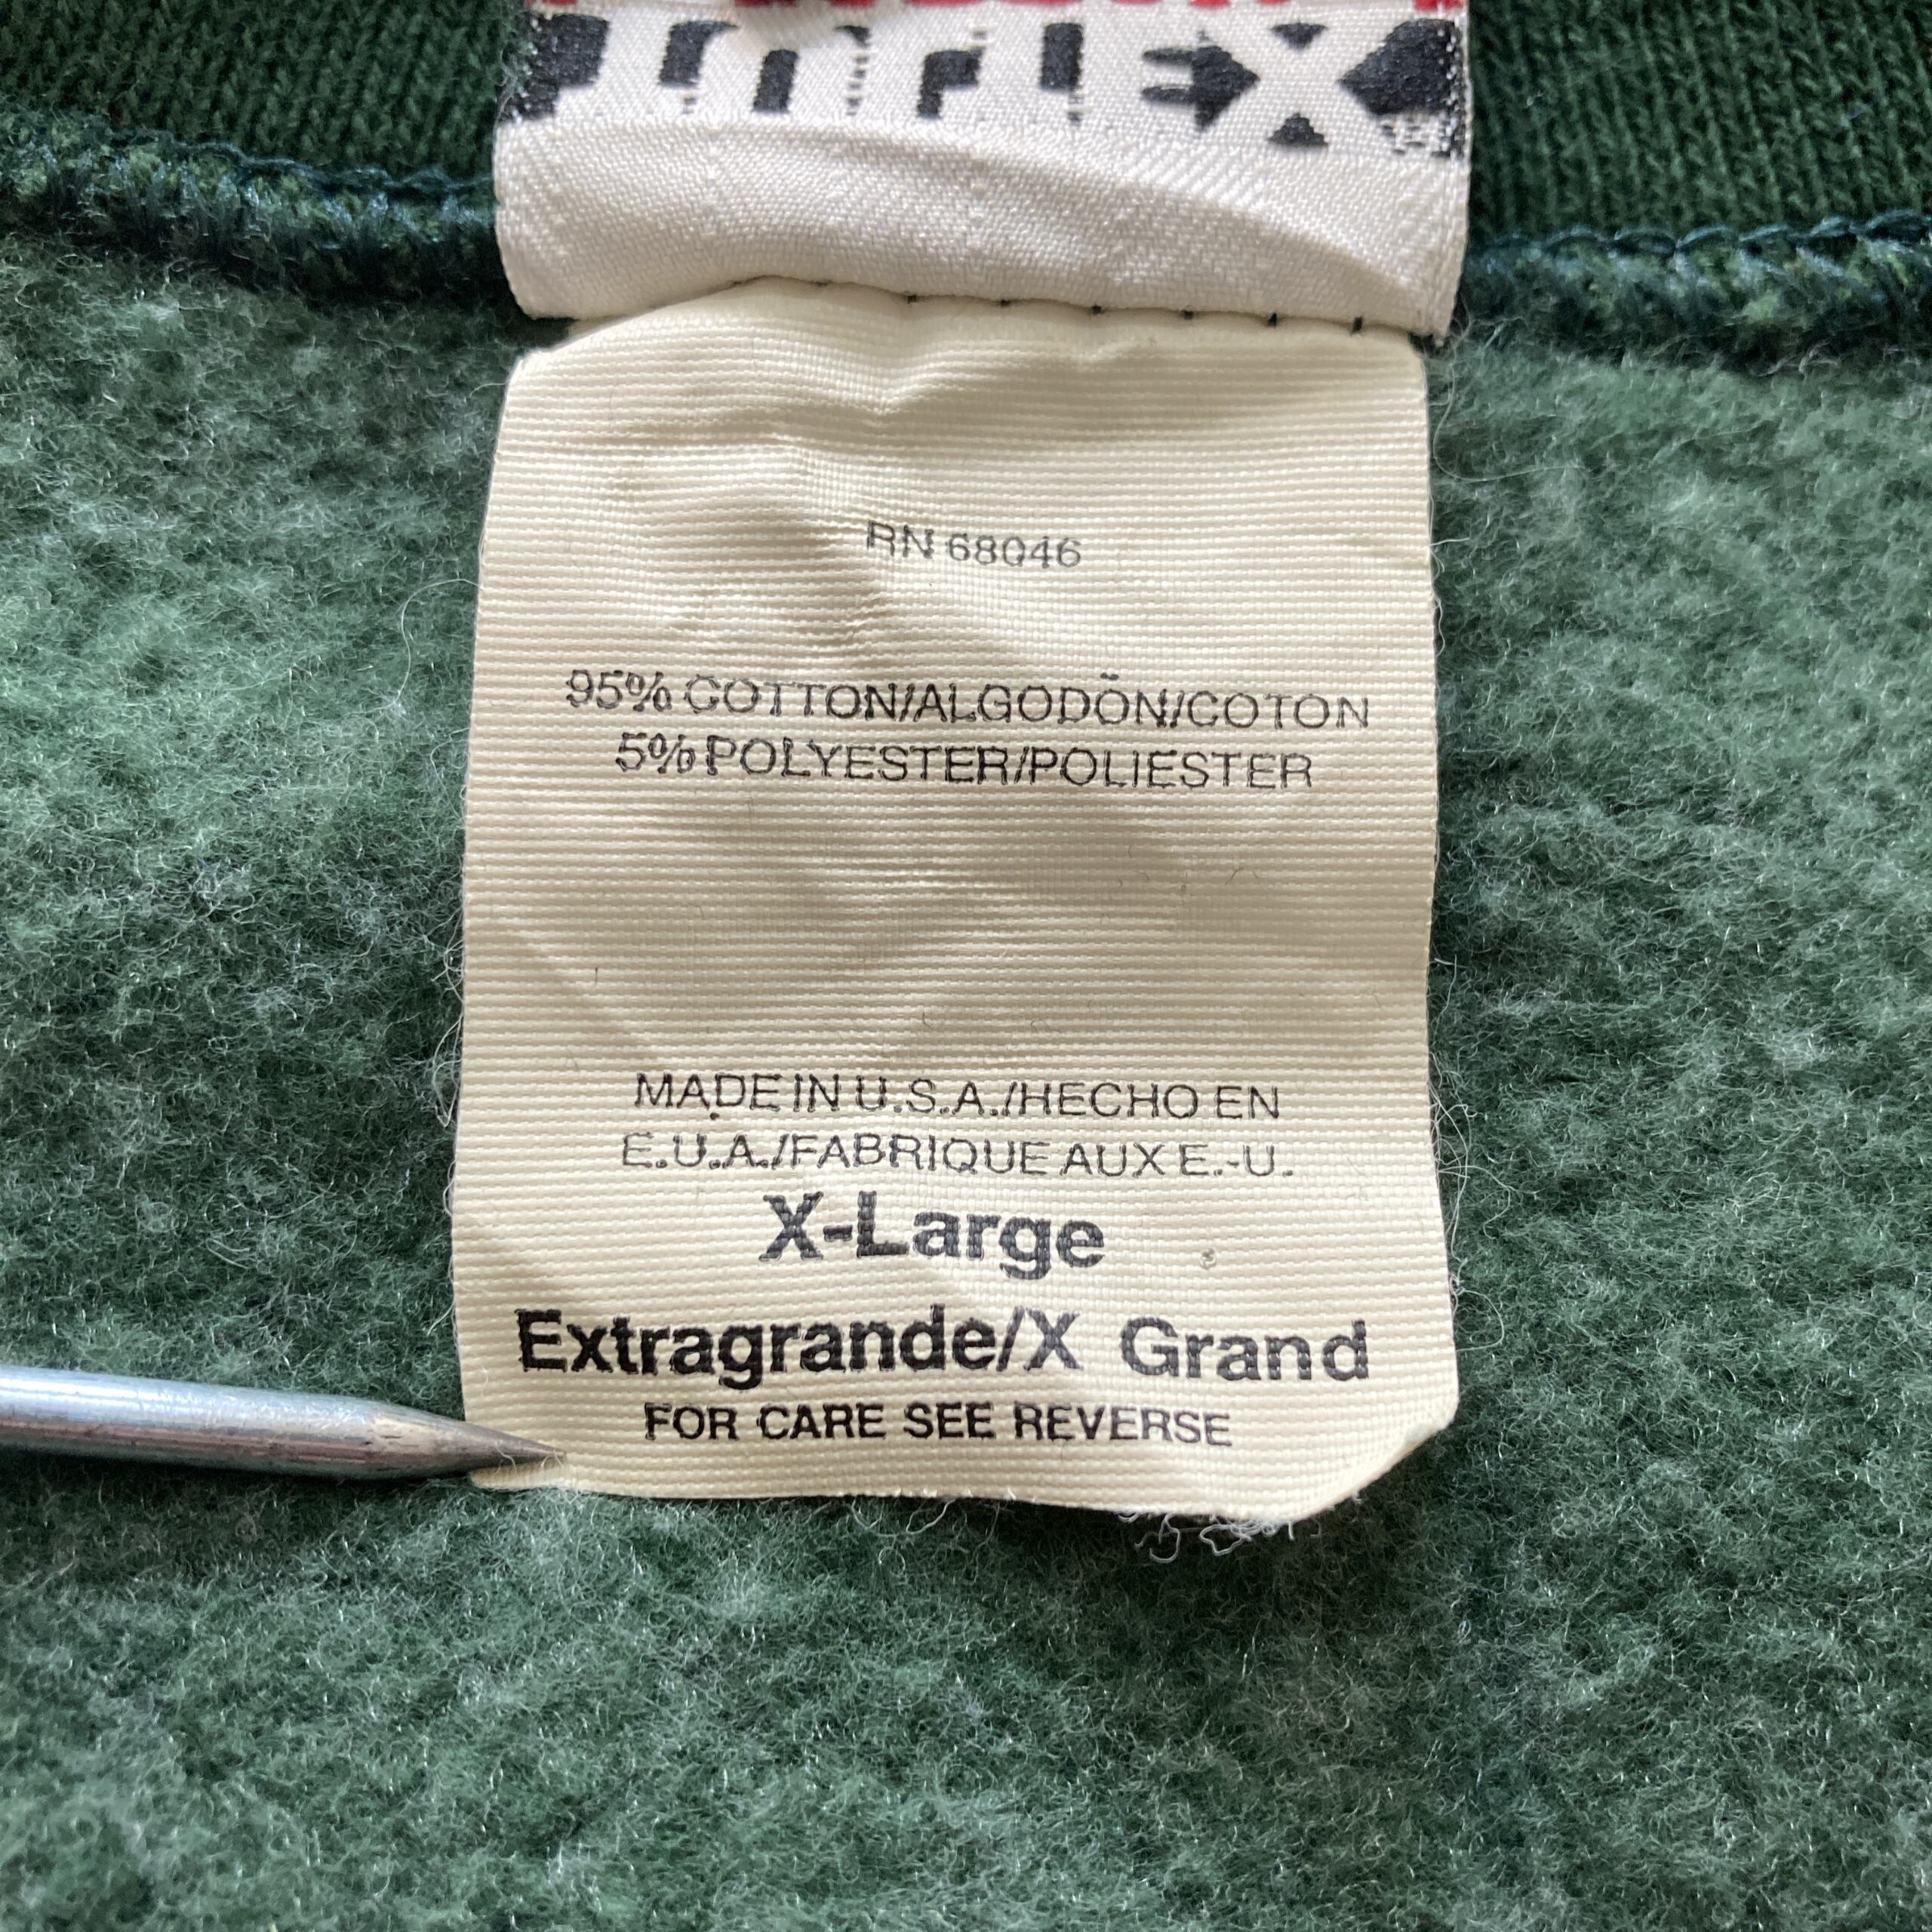 RN 68046
95% COTTON/ALGODÖN/COTON
5% POLYESTER/POLIESTER
MADE IN U.S.A./HECHO EN
E.U.A./FABRIQUE AUX E.-U.
X-Large
Extragrande/X Grand
FOR CARE SEE REVERSE